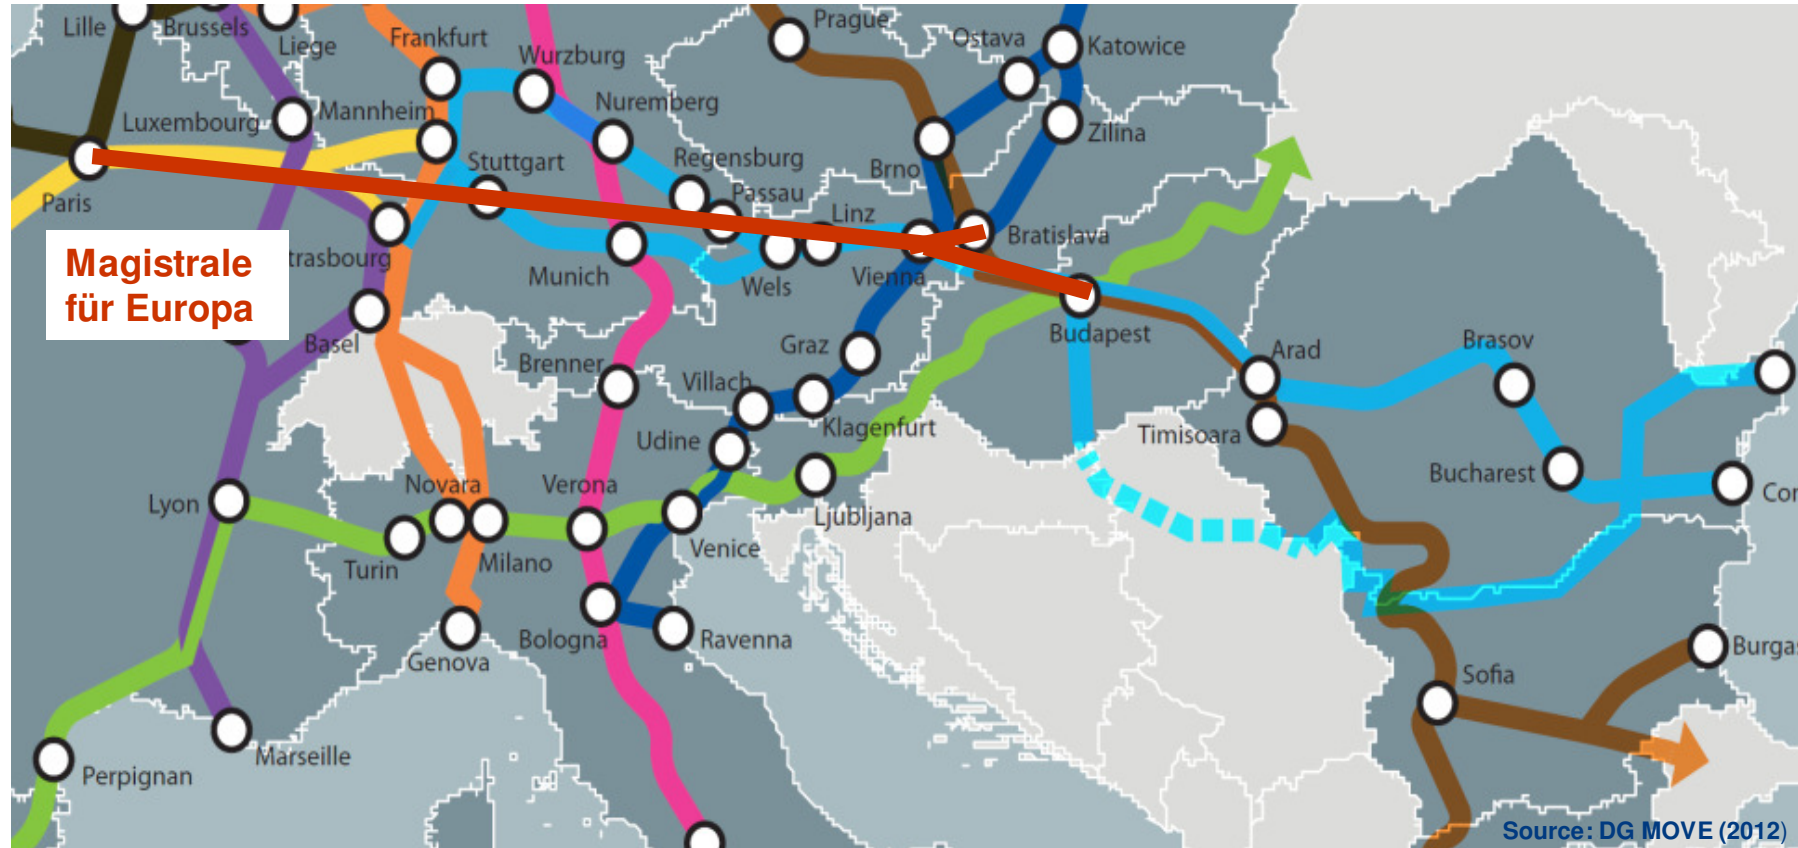 Lille
Brussels
Liege
Frankfurt
Wurzburg
Prague
Ostava
Katowice
Luxembourg
Mannheim
Nuremberg
Zilina
Stuttgart
Regensburg
Brno
Passau
Paris
Linz
Bratislava
Magistrale
für Europa
trasbourg
Munich
Wels
Vienna
Basel
Brenner
Graz
Budapest
Arad
Brasov
Villach
Klagenfurt
Udine
Timisoara
Lyon
Novara
Verona
Bucharest
Con
Turin
Milano
Venice
Ljubljana
Genova
Bologna
Ravenna
Sofia
Burgas
Perpignan
Marseille
Source: DG MOVE (2012)